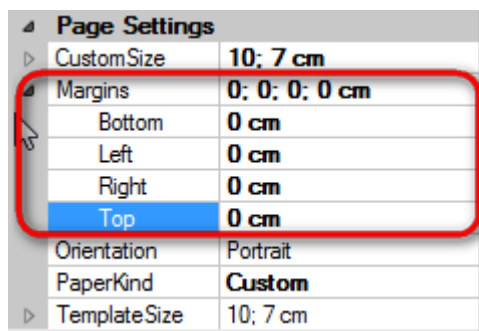 Page Settings
CustomSize 10; 7 cm
Margins 0; 0; 0; 0 cm
Bottom 0 cm
Left 0 cm
Right 0 cm
Top 0 cm
Orientation Portrait
PaperKind Custom
TemplateSize 10; 7 cm